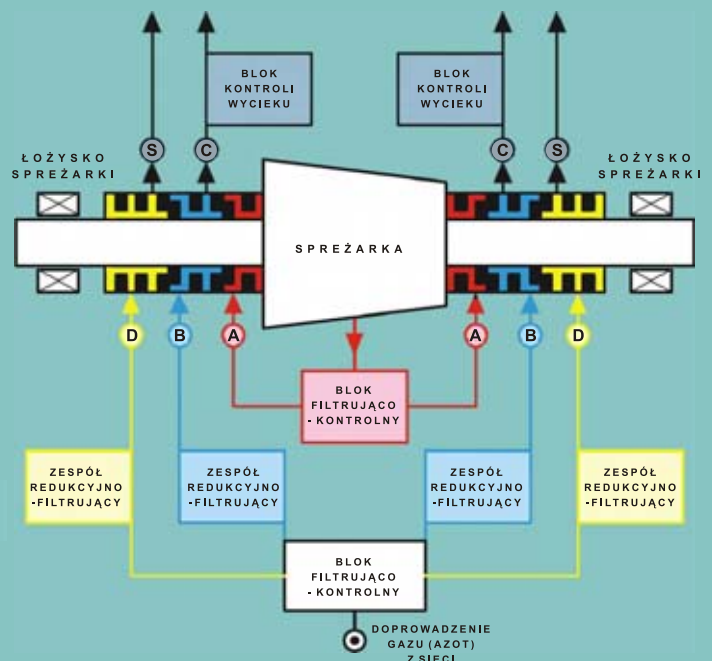 BLOK
KONTROLI
WYCIEKU
BLOK
KONTROLI
WYCIEKU
S
C
C
S
ŁOŻYSKO
SPRĘŻARKI
ŁOŻYSKO
SPRĘŻARKI
SPRĘŻARKA
D
B
A
A
B
D
BLOK
FILTRUJĄCO
- KONTROLNY
ZESPÓŁ
REDUKCYJNO
-FILTRUJĄCY
ZESPÓŁ
REDUKCYJNO
-FILTRUJĄCY
ZESPÓŁ
REDUKCYJNO
-FILTRUJĄCY
ZESPÓŁ
REDUKCYJNO
-FILTRUJĄCY
BLOK
FILTRUJĄCO
- KONTROLNY
DOPROWADZENIE
GAZU (AZOT)
Z SIECI